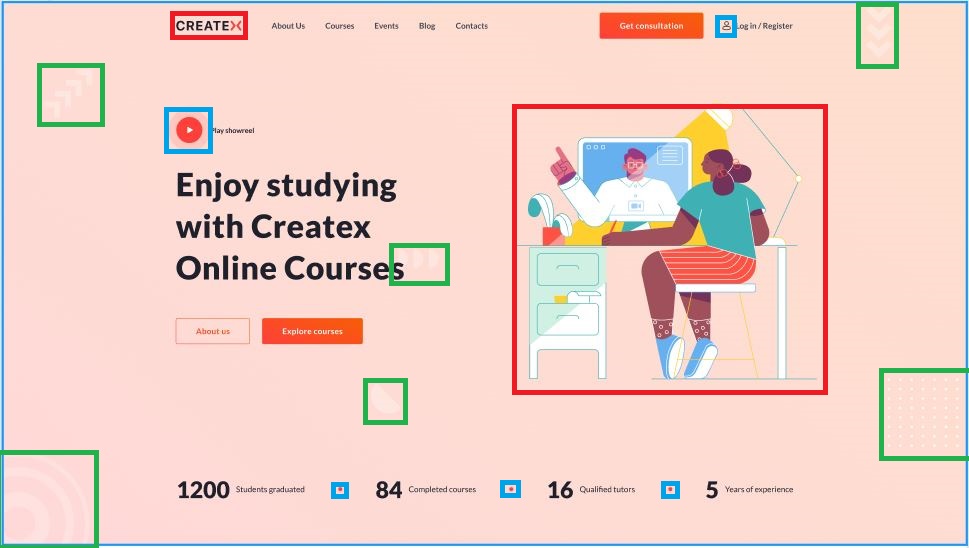 CREATEX
About Us
Courses
Events
Blog
Contacts
Get consultation
Log in / Register
Play showreel
Enjoy studying
with Createx
Online Courses
About us
Explore courses
1200 Students graduated
84 Completed courses
16 Qualified tutors
5 Years of experience